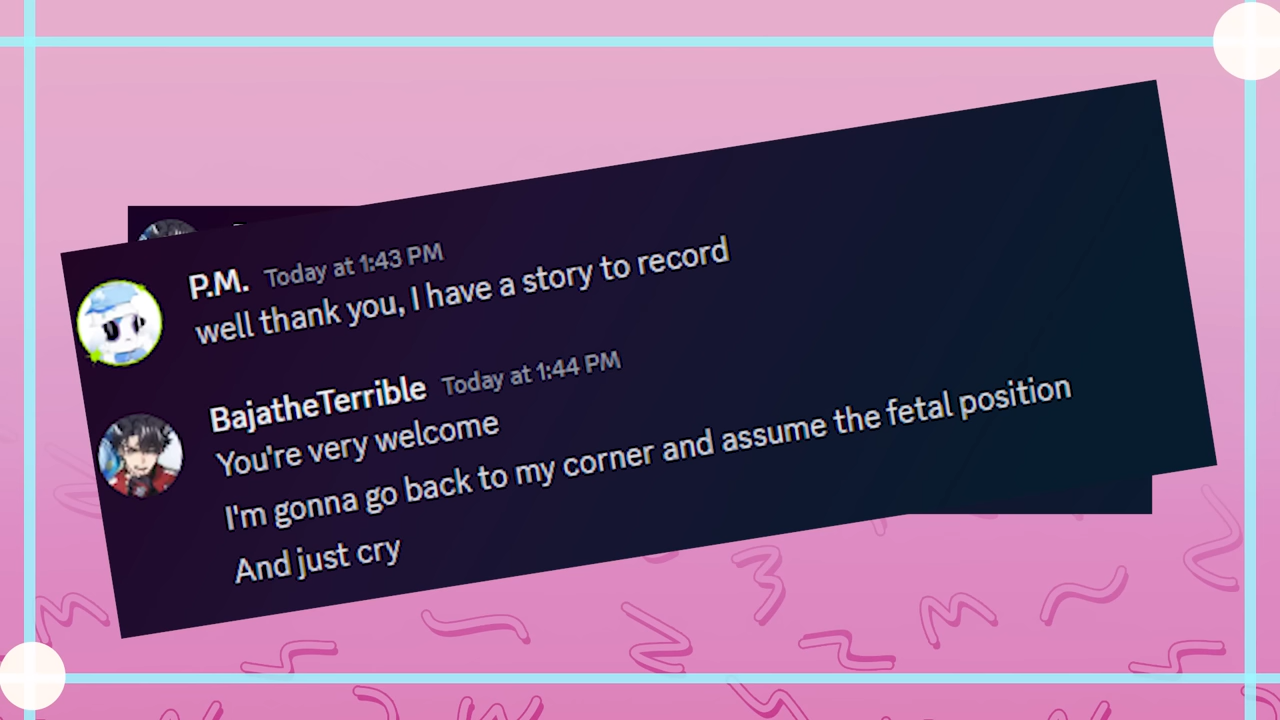 P.M. Today at 1:43 PM
well thank you, I have a story to record
BajatheTerrible Today at 1:44 PM
You're very welcome
I'm gonna go back to my corner and assume the fetal position
And just cry